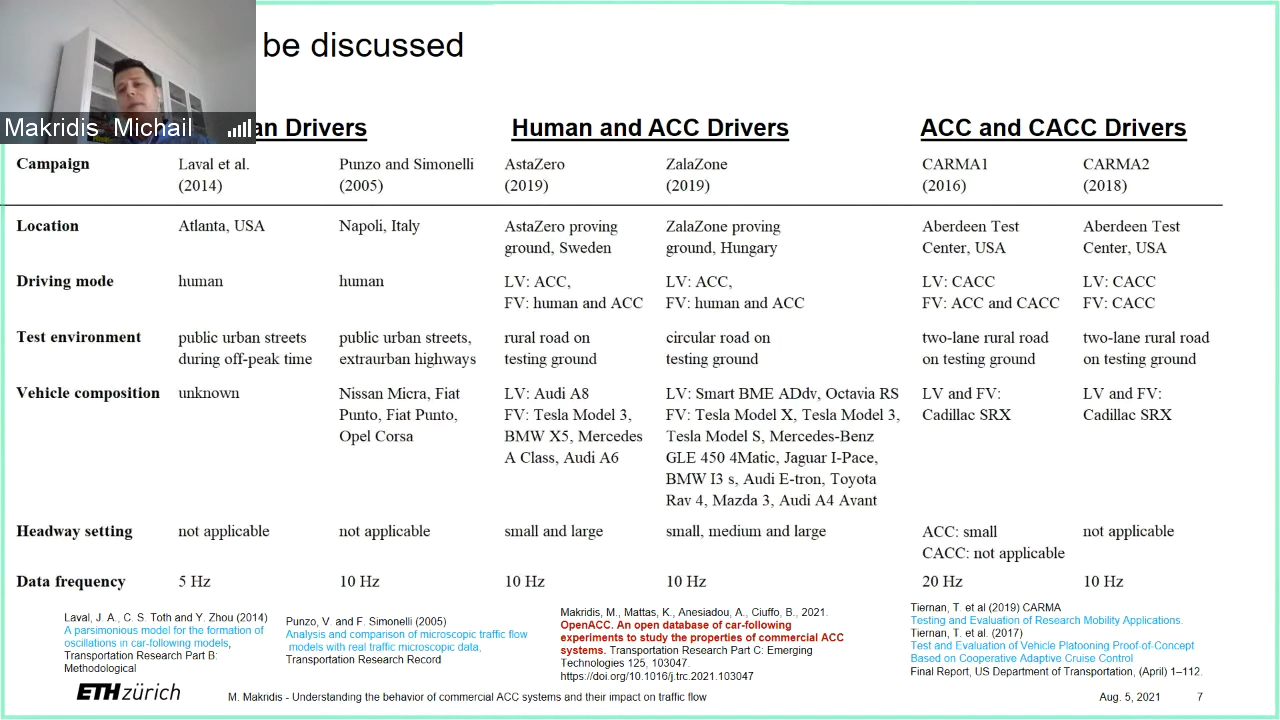 be discussed
Makridis Michail
an Drivers
Human and ACC Drivers
ACC and CACC Drivers
Campaign
Laval et al.
(2014)
Punzo and Simonelli
(2005)
AstaZero
(2019)
ZalaZone
(2019)
CARMA1
(2016)
CARMA2
(2018)
Location
Atlanta, USA
Napoli, Italy
AstaZero proving
ground, Sweden
ZalaZone proving
ground, Hungary
Aberdeen Test
Center, USA
Aberdeen Test
Center, USA
Driving mode
human
human
LV: ACC,
FV: human and ACC
LV: ACC,
FV: human and ACC
LV: CACC
FV: ACC and CACC
LV: CACC
FV: CACC
Test environment
public urban streets
during off-peak time
public urban streets,
extraurban highways
rural road on
testing ground
circular road on
testing ground
two-lane rural road
on testing ground
two-lane rural road
on testing ground
Vehicle composition
unknown
Nissan Micra, Fiat
Punto, Fiat Punto,
Opel Corsa
LV: Audi A8
FV: Tesla Model 3,
BMW X5, Mercedes
A Class, Audi A6
LV: Smart BME ADdv, Octavia RS
FV: Tesla Model X, Tesla Model 3,
Tesla Model S, Mercedes-Benz
GLE 450 4Matic, Jaguar I-Pace,
BMW I3 s, Audi E-tron, Toyota
Rav 4, Mazda 3, Audi A4 Avant
LV and FV:
Cadillac SRX
LV and FV:
Cadillac SRX
Headway setting
not applicable
not applicable
small and large
small, medium and large
ACC: small
CACC: not applicable
not applicable
Data frequency
5 Hz
10 Hz
10 Hz
10 Hz
20 Hz
10 Hz
Laval, J. A., C. S. Toth and Y. Zhou (2014)
A parsimonious model for the formation of
oscillations in car-following models,
Transportation Research Part B:
Methodological
Punzo, V. and F. Simonelli (2005)
Analysis and comparison of microscopic traffic flow
models with real traffic microscopic data,
Transportation Research Record
Makridis, M., Mattas, K., Anesiadou, A., Ciuffo, B., 2021.
OpenACC. An open database of car-following
experiments to study the properties of commercial ACC
systems. Transportation Research Part C: Emerging
Technologies 125, 103047.
https://doi.org/10.1016/j.trc.2021.103047
Tiernan, T. et al (2019) CARMA
Testing and Evaluation of Research Mobility Applications.
Tiernan, T. et al. (2017)
Test and Evaluation of Vehicle Platooning Proof-of-Concept
Based on Cooperative Adaptive Cruise Control
Final Report, US Department of Transportation, (April) 1–112.
ETH zürich
M. Makridis - Understanding the behavior of commercial ACC systems and their impact on traffic flow
Aug. 5, 2021
7